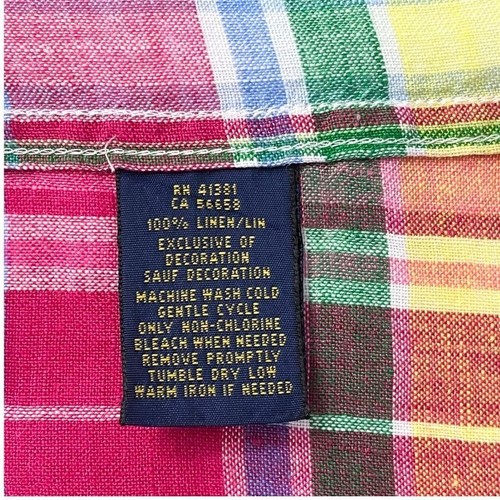 RN 41381
CA 56658
100% LINEN/LIN
EXCLUSIVE OF
DECORATION
SAUF DECORATION
MACHINE WASH COLD
GENTLE CYCLE
ONLY NON-CHLORINE
BLEACH WHEN NEEDED
REMOVE PROMPTLY
TUMBLE DRY LOW
WARM IRON IF NEEDED